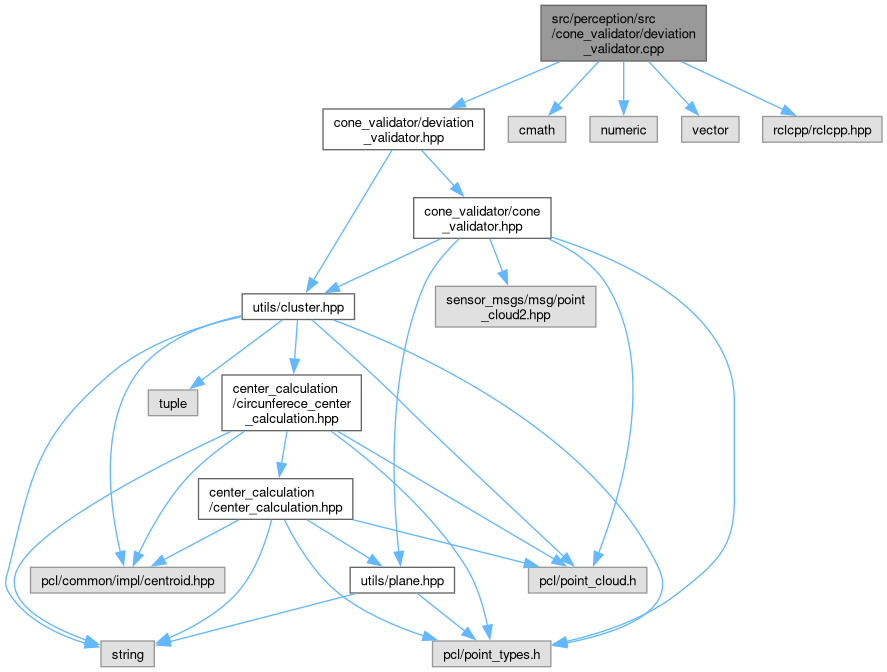 src/perception/src
/cone_validator/deviation
_validator.cpp
cone_validator/deviation
_validator.hpp
cmath
numeric
vector
rclcpp/rclcpp.hpp
cone_validator/cone
_validator.hpp
utils/cluster.hpp
sensor_msgs/msg/point
_cloud2.hpp
tuple
center_calculation
/circunferece_center
_calculation.hpp
center_calculation
/center_calculation.hpp
pcl/common/impl/centroid.hpp
utils/plane.hpp
pcl/point_cloud.h
string
pcl/point_types.h